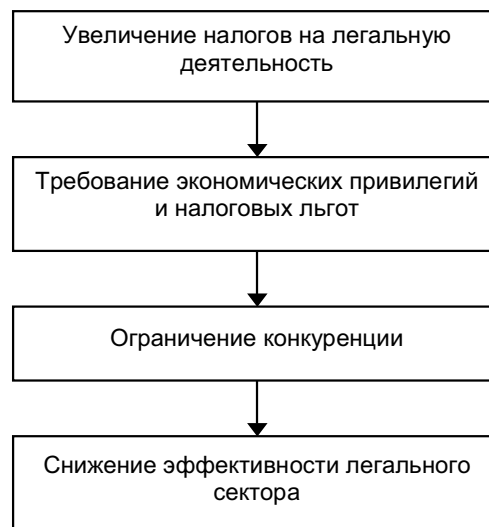 Увеличение налогов на легальную
деятельность
Требование экономических привилегий
и налоговых льгот
Ограничение конкуренции
Снижение эффективности легального
сектора